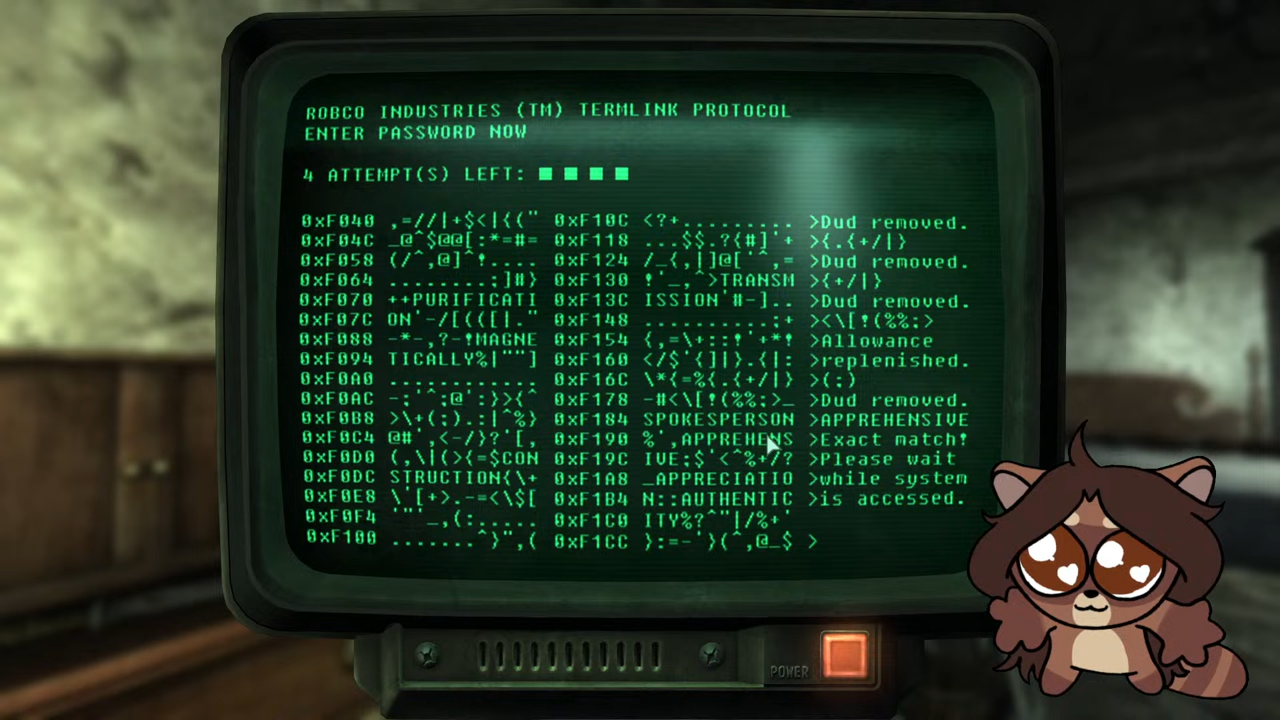 ROBCO INDUSTRIES (TM) TERMLINK PROTOCOL
ENTER PASSWORD NOW
4 ATTEMPT(S) LEFT: ■ ■ ■ ■
0xF040 ,=//|+$<|{(" 0xF10C <?+......... >Dud removed.
0xF04C _@^$@@[:*=#= 0xF118 ...$$.?{#]'+ >{.{+/|}
0xF058 (/^,@]^!.... 0xF124 /_{,|]@['^,= >Dud removed.
0xF064 ........;]#} 0xF130 !'_,^>TRANSM >{+/|}
0xF070 ++PURIFICATI 0xF13C ISSION'#-].. >Dud removed.
0xF07C ON'-/[(([|." 0xF148 ..........;+ ><\[!(%%:>
0xF088 -*-,?-!MAGNE 0xF154 {,=\+::!'+*! >Allowance
0xF094 TICALLY%|""] 0xF160 </$'{]|}.{|: >replenished.
0xF0A0 ............ 0xF16C \*{=%{.{+/|} >(;)
0xF0AC -;'^;@':}>{^ 0xF178 -#<\[!(%%:>_ >Dud removed.
0xF0B8 >\+(;).:|^%} 0xF184 SPOKESPERSON >APPREHENSIVE
0xF0C4 @#',<-/}?'[, 0xF190 %',APPREHENS >Exact match!
0xF0D0 (,\|(>{=$CON 0xF19C IVE;$'<^%+/? >Please wait
0xF0DC STRUCTION{\+ 0xF1A8 _APPRECIATIO >while system
0xF0E8 \'[+>.-=<\$[ 0xF1B4 N::AUTHENTIC >is accessed.
0xF0F4 '"'_,(:..... 0xF1C0 ITY%?^"|/%+'
0xF100 .......^}",( 0xF1CC }:=-'}(^,@_$ >
POWER